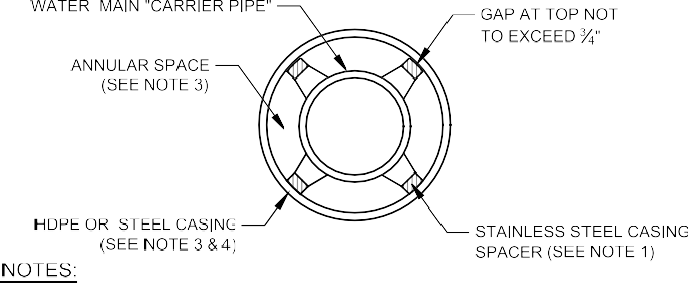 WATER MAIN "CARRIER PIPE"
GAP AT TOP NOT
TO EXCEED ¾"
ANNULAR SPACE
(SEE NOTE 3)
HDPE OR STEEL CASING
(SEE NOTE 3 & 4)
STAINLESS STEEL CASING
SPACER (SEE NOTE 1)
NOTES: